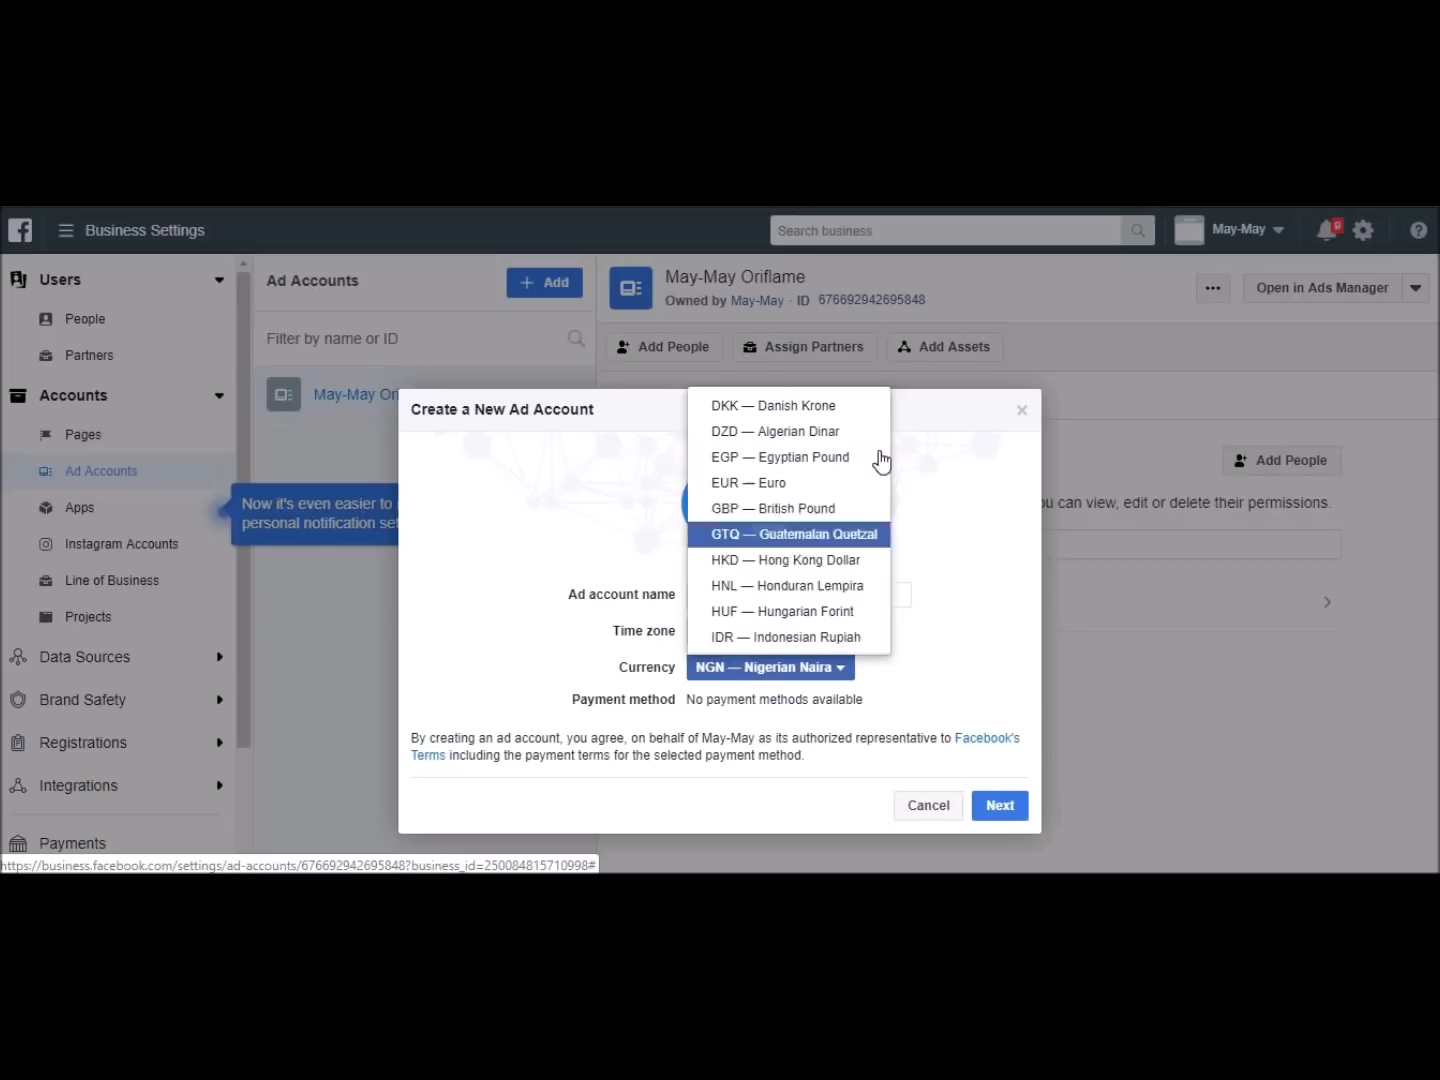 Business Settings
Search business
May-May
9
Users
People
Partners
Accounts
Pages
Ad Accounts
Apps
Instagram Accounts
Line of Business
Projects
Data Sources
Brand Safety
Registrations
Integrations
Payments
Ad Accounts
+ Add
Filter by name or ID
May-May Ori
Now it's even easier to
personal notification set
May-May Oriflame
Owned by May-May · ID 676692942695848
Open in Ads Manager
Add People
Assign Partners
Add Assets
Add People
ou can view, edit or delete their permissions.
Create a New Ad Account
DKK — Danish Krone
DZD — Algerian Dinar
EGP — Egyptian Pound
EUR — Euro
GBP — British Pound
GTQ — Guatemalan Quetzal
HKD — Hong Kong Dollar
HNL — Honduran Lempira
HUF — Hungarian Forint
IDR — Indonesian Rupiah
Ad account name
Time zone
Currency
NGN — Nigerian Naira
Payment method
No payment methods available
By creating an ad account, you agree, on behalf of May-May as its authorized representative to Facebook's
Terms including the payment terms for the selected payment method.
Cancel
Next
https://business.facebook.com/settings/ad-accounts/676692942695848?business_id=250084815710998#